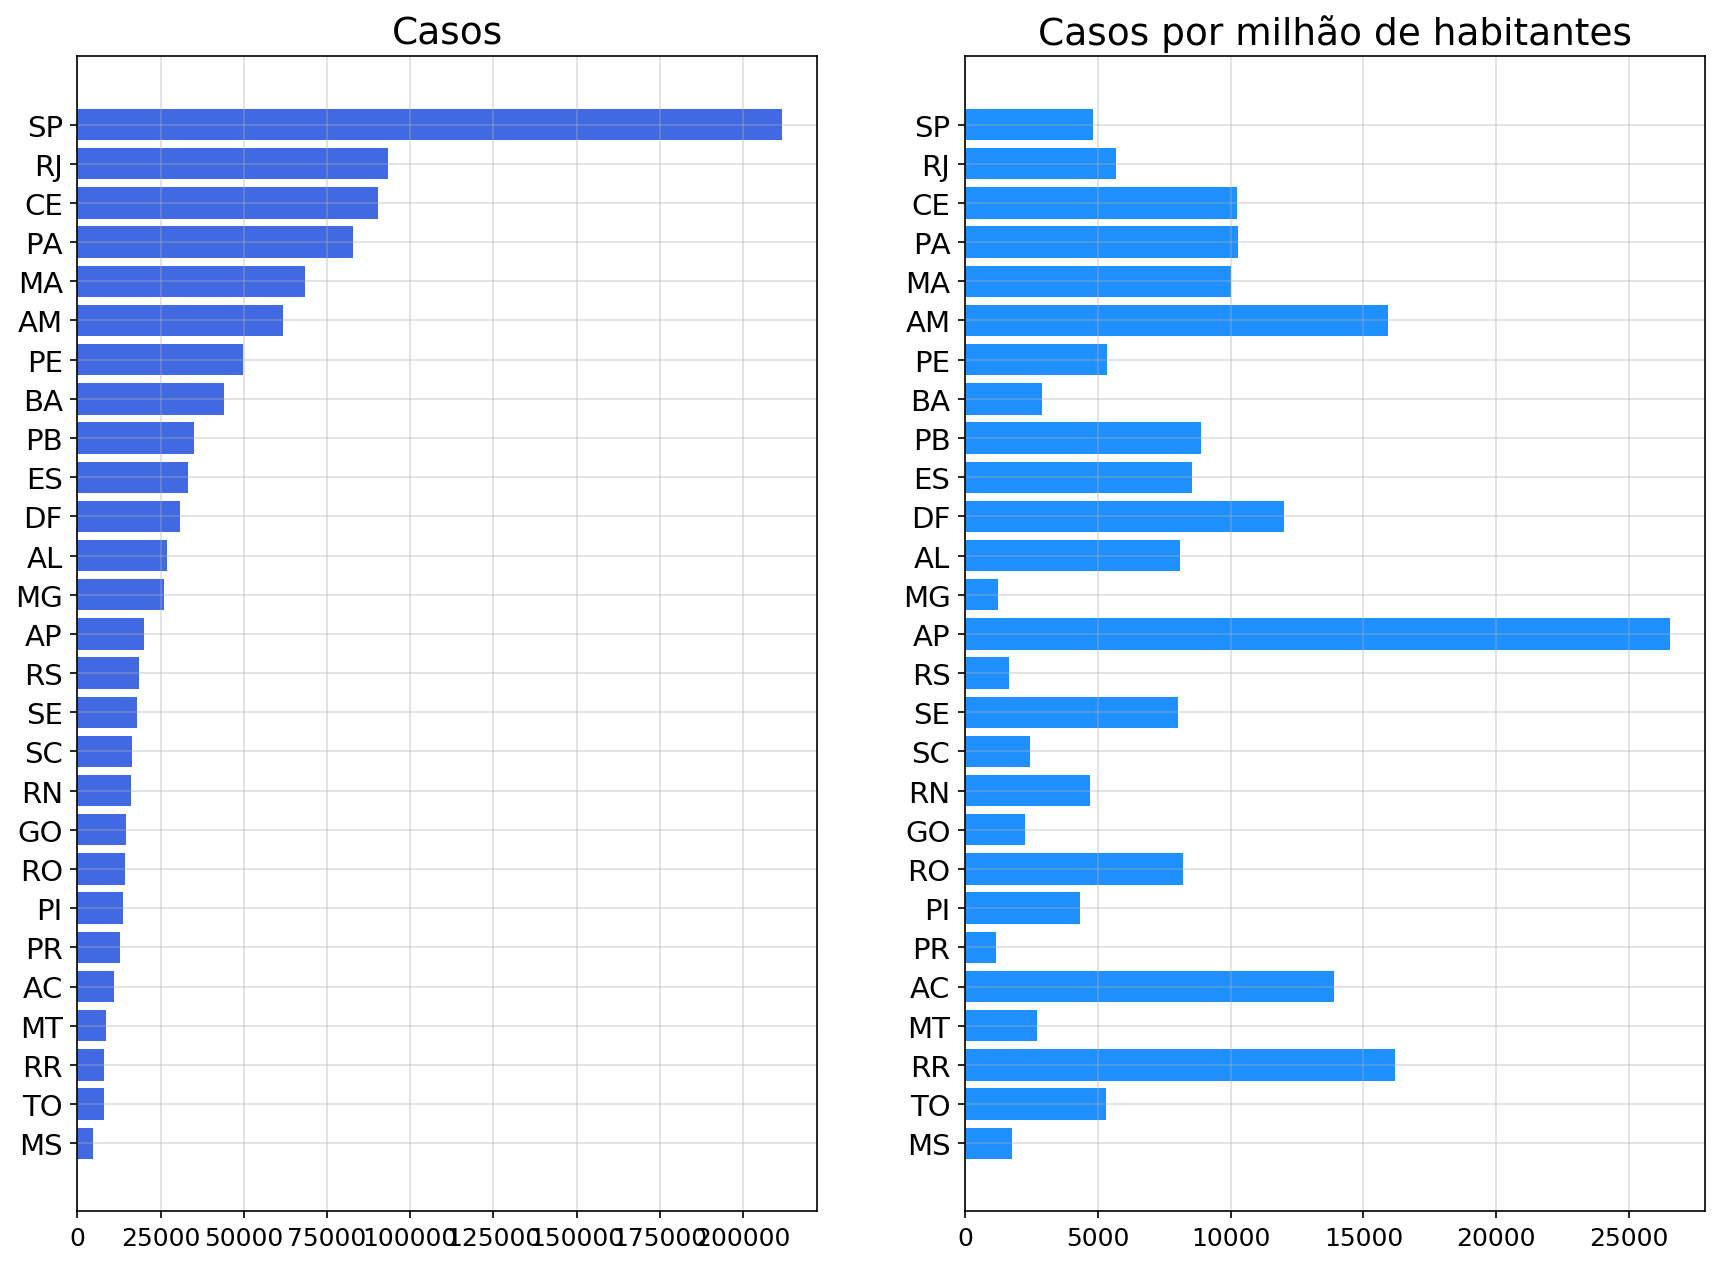 Casos
SP
RJ
CE
PA
MA
AM
PE
BA
PB
ES
DF
AL
MG
AP
RS
SE
SC
RN
GO
RO
PI
PR
AC
MT
RR
TO
MS
0 25000 50000 75000 100000 125000 150000 175000 200000
Casos por milhão de habitantes
SP
RJ
CE
PA
MA
AM
PE
BA
PB
ES
DF
AL
MG
AP
RS
SE
SC
RN
GO
RO
PI
PR
AC
MT
RR
TO
MS
0 5000 10000 15000 20000 25000